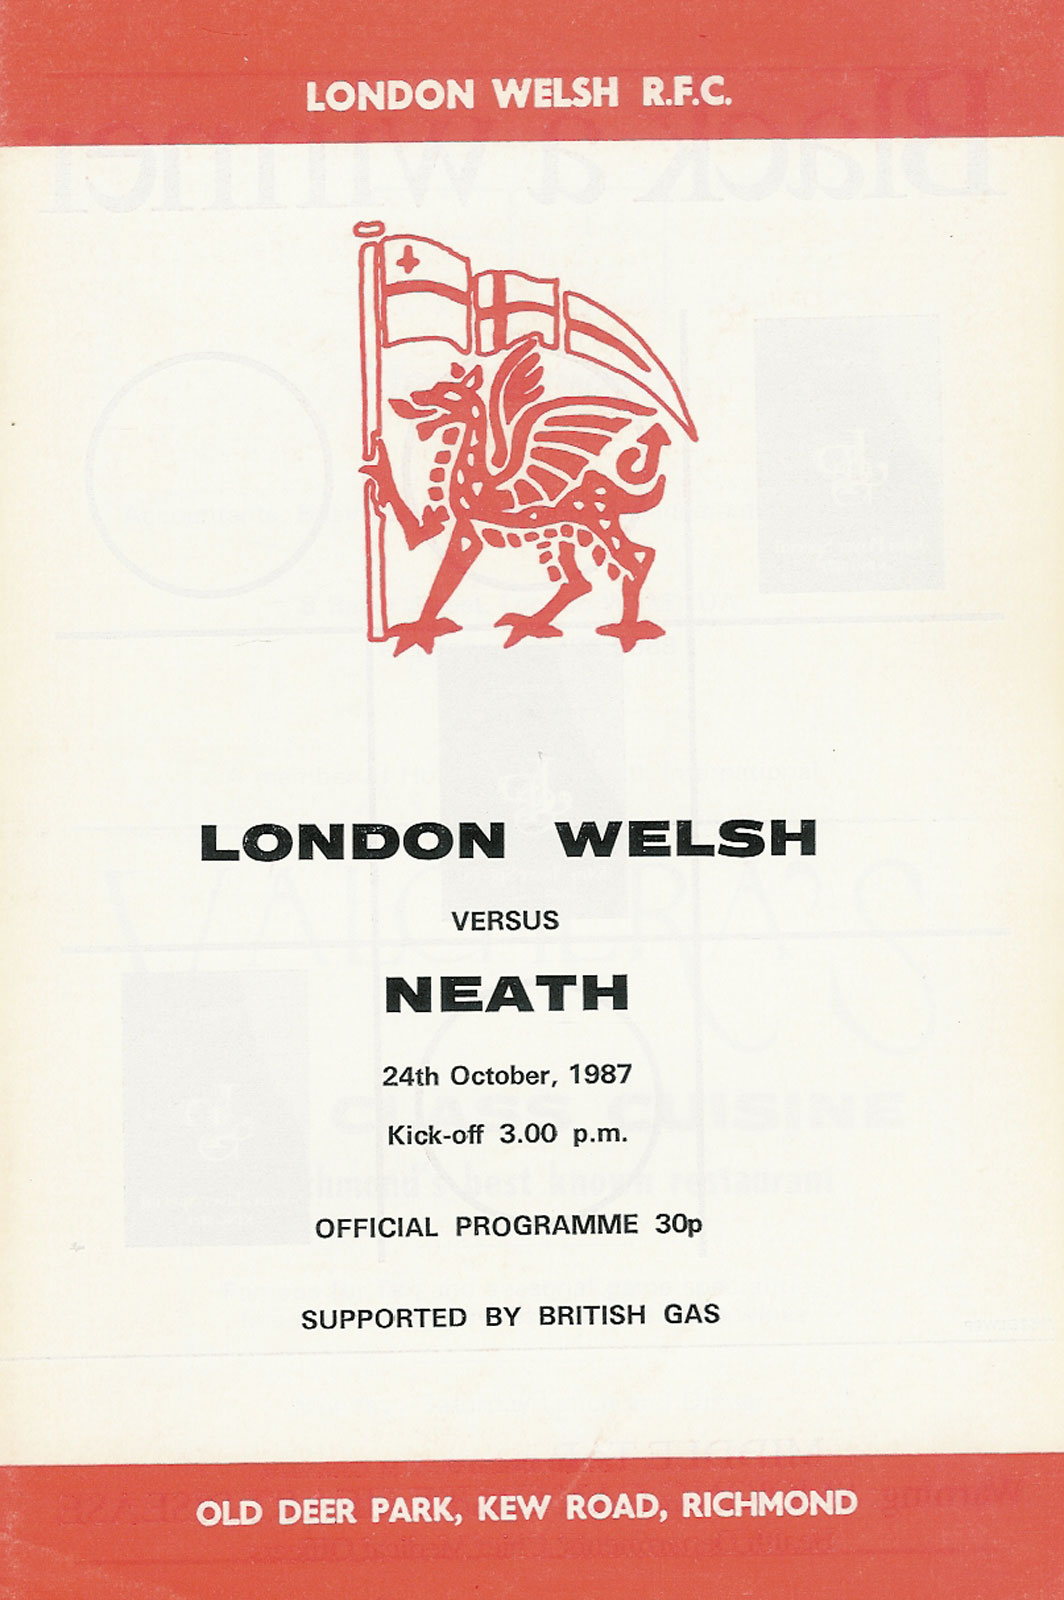 LONDON WELSH R.F.C.
LONDON WELSH
VERSUS
NEATH
24th October, 1987
Kick-off 3.00 p.m.
OFFICIAL PROGRAMME 30p
SUPPORTED BY BRITISH GAS
OLD DEER PARK, KEW ROAD, RICHMOND